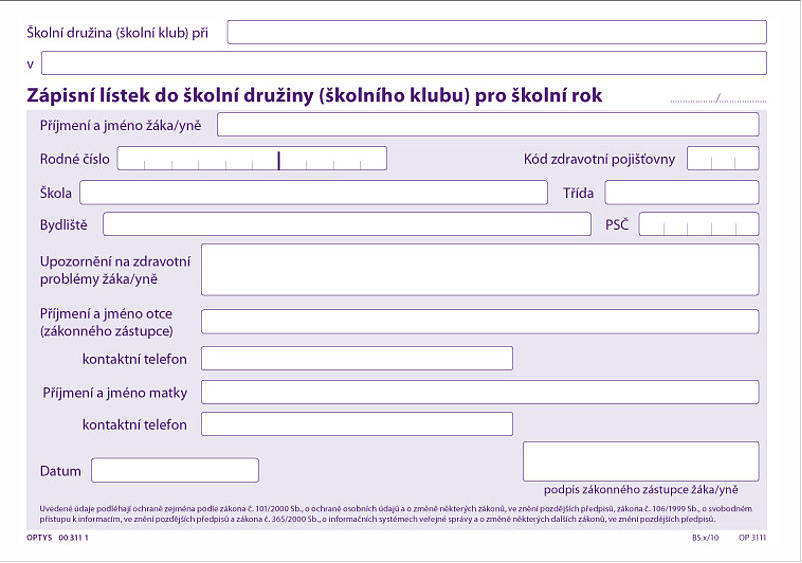 Školní družina (školní klub) při
v
Zápisní lístek do školní družiny (školního klubu) pro školní rok ................../..................
Příjmení a jméno žáka/yně
Rodné číslo Kód zdravotní pojišťovny
Škola Třída
Bydliště PSČ
Upozornění na zdravotní
problémy žáka/yně
Příjmení a jméno otce
(zákonného zástupce)
kontaktní telefon
Příjmení a jméno matky
kontaktní telefon
Datum
podpis zákonného zástupce žáka/yně
Uvedené údaje podléhají ochraně zejména podle zákona č. 101/2000 Sb., o ochraně osobních údajů a o změně některých zákonů, ve znění pozdějších předpisů, zákona č. 106/1999 Sb., o svobodném
přístupu k informacím, ve znění pozdějších předpisů a zákona č. 365/2000 Sb., o informačních systémech veřejné správy a o změně některých dalších zákonů, ve znění pozdějších předpisů.
OPTYS 00 311 1 BS x/10 OP 3111